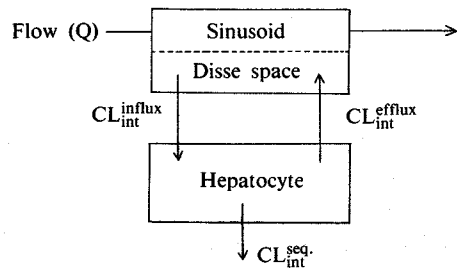 Flow (Q)
Sinusoid
Disse space
CL_int^influx
CL_int^efflux
Hepatocyte
CL_int^seq.